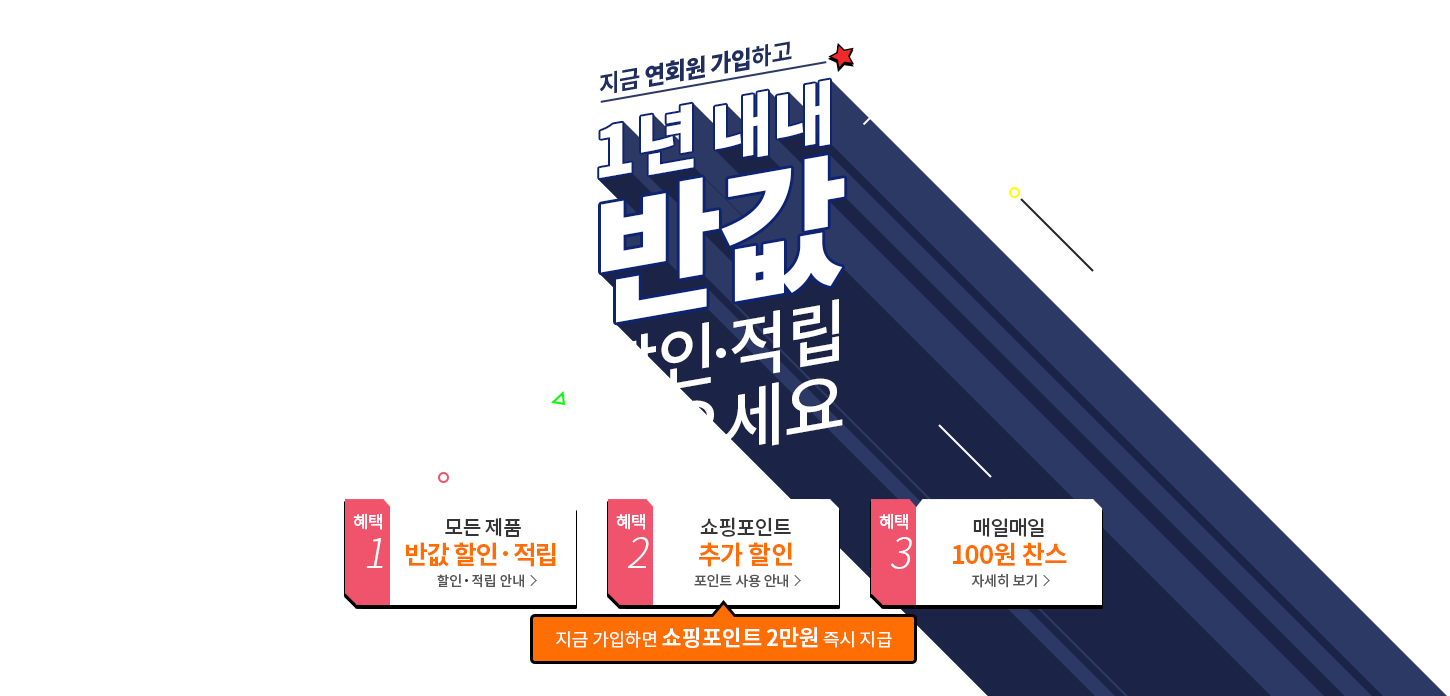 지금 연회원 가입하고
1년 내내
반값
할인·적립
세요
혜택
1
모든 제품
반값 할인·적립
할인·적립 안내 >
혜택
2
쇼핑포인트
추가 할인
포인트 사용 안내 >
혜택
3
매일매일
100원 찬스
자세히 보기 >
지금 가입하면 쇼핑포인트 2만원 즉시 지급